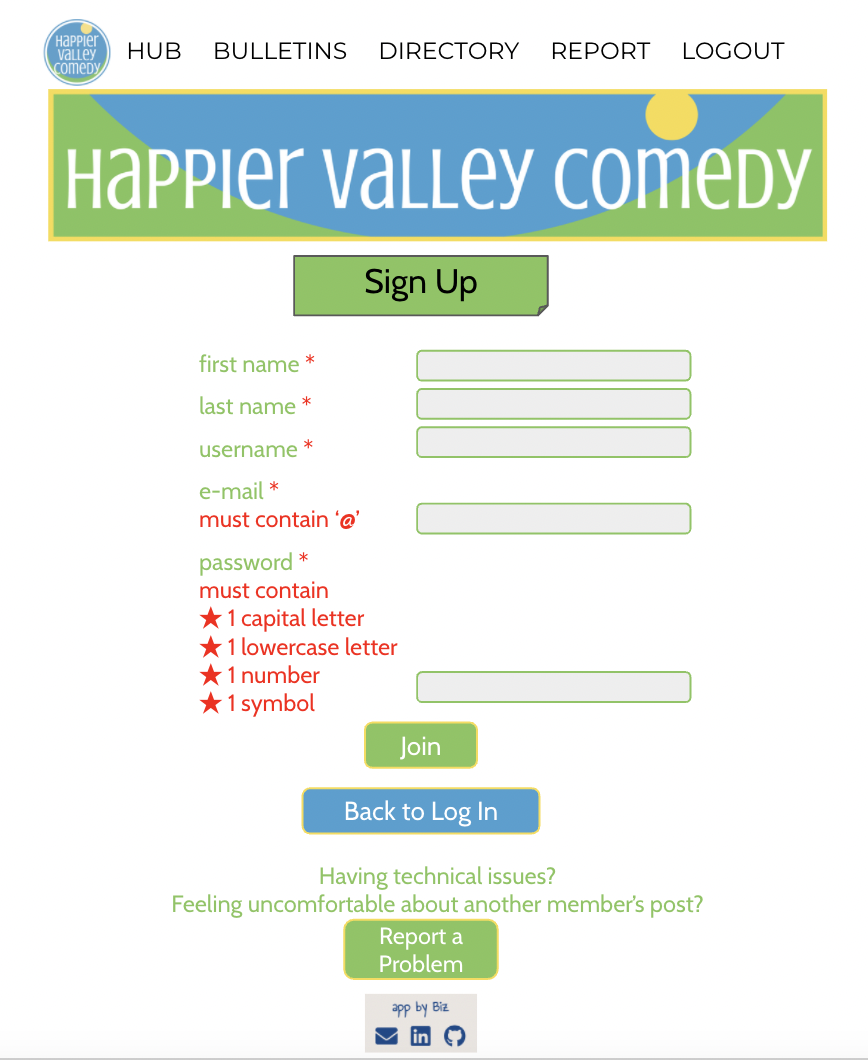 Happier
Valley
Comedy
HUB BULLETINS DIRECTORY REPORT LOGOUT
Happier Valley Comedy
Sign Up
first name *
last name *
username *
e-mail *
must contain ‘@’
password *
must contain
★ 1 capital letter
★ 1 lowercase letter
★ 1 number
★ 1 symbol
Join
Back to Log In
Having technical issues?
Feeling uncomfortable about another member’s post?
Report a
Problem
app by Biz
in